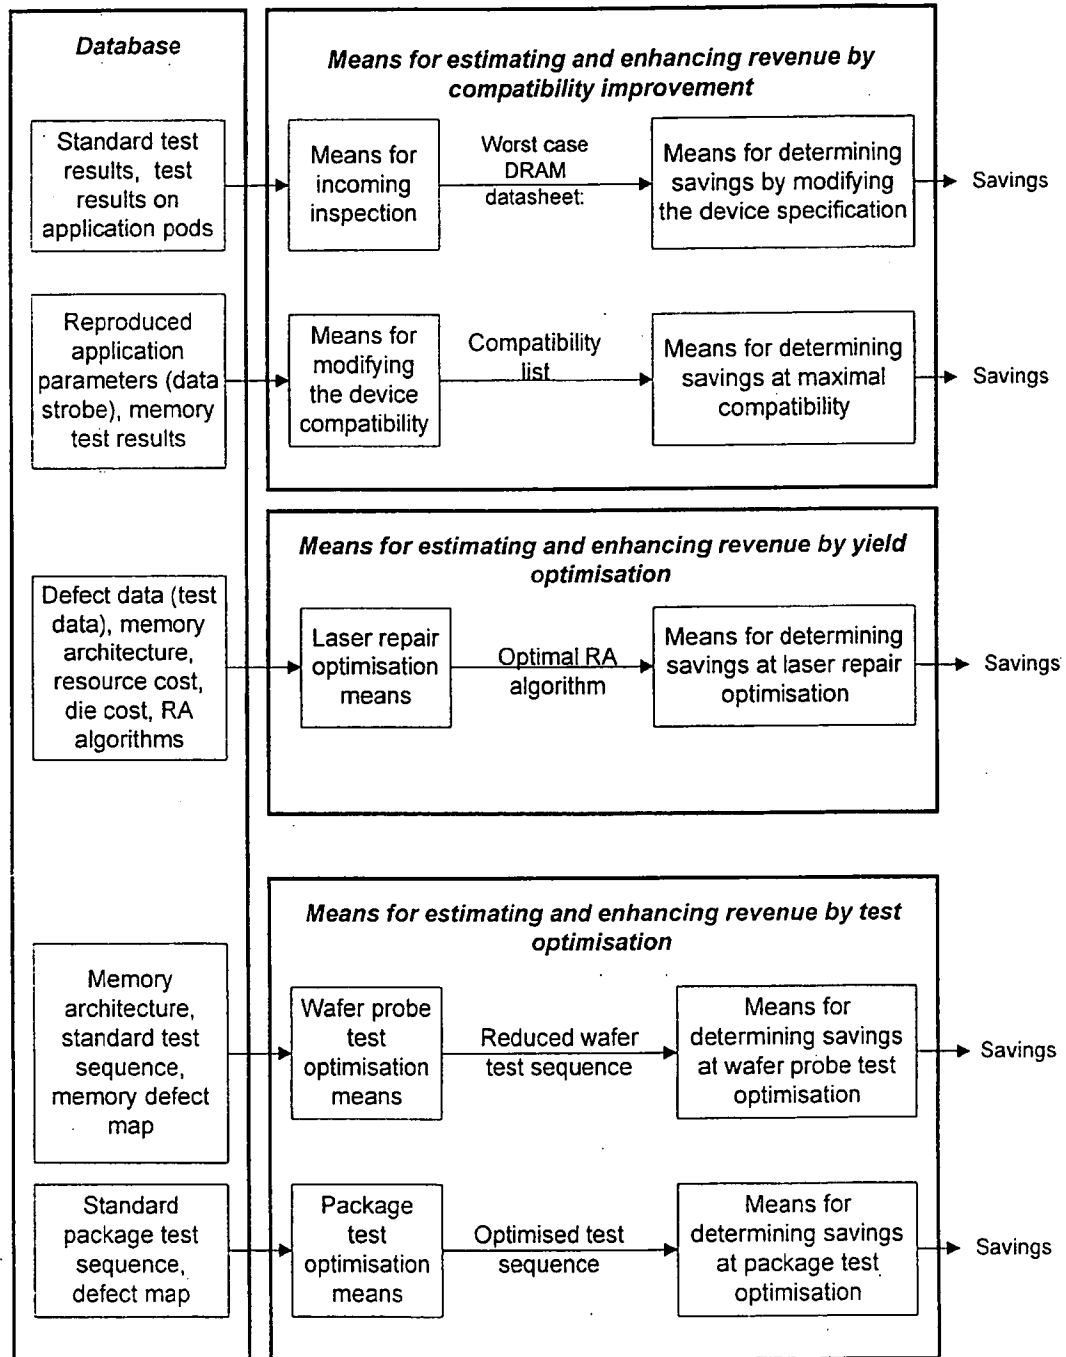 Database
Means for estimating and enhancing revenue by
compatibility improvement
Standard test
results, test
results on
application pods
Means for
incoming
inspection
Worst case
DRAM
datasheet:
Means for determining
savings by modifying
the device specification
Savings
Reproduced
application
parameters (data
strobe), memory
test results
Means for
modifying
the device
compatibility
Compatibility
list
Means for determining
savings at maximal
compatibility
Savings
Means for estimating and enhancing revenue by yield
optimisation
Defect data (test
data), memory
architecture,
resource cost,
die cost, RA
algorithms
Laser repair
optimisation
means
Optimal RA
algorithm
Means for determining
savings at laser repair
optimisation
Savings
Means for estimating and enhancing revenue by test
optimisation
Memory
architecture,
standard test
sequence,
memory defect
map
Wafer probe
test
optimisation
means
Reduced wafer
test sequence
Means for
determining savings
at wafer probe test
optimisation
Savings
Standard
package test
sequence,
defect map
Package
test
optimisation
means
Optimised test
sequence
Means for
determining savings
at package test
optimisation
Savings